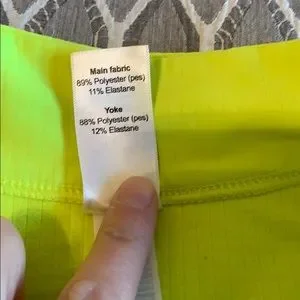 Main fabric
89% Polyester (pes)
11% Elastane
Yoke
88% Polyester (pes)
12% Elastane